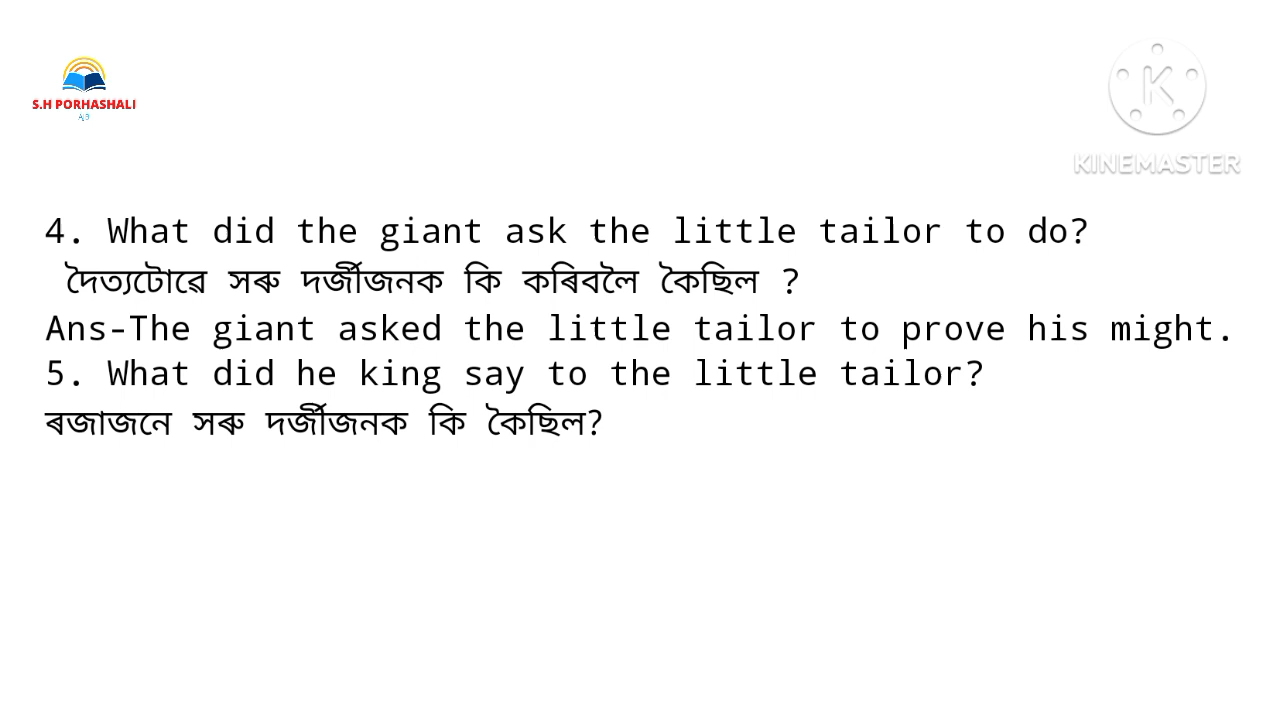 S.H PORHASHALI
KINEMASTER
4. What did the giant ask the little tailor to do?
দৈত্যটোৱে সৰু দৰ্জীজনক কি কৰিবলৈ কৈছিল ?
Ans-The giant asked the little tailor to prove his might.
5. What did he king say to the little tailor?
ৰজাজনে সৰু দৰ্জীজনক কি কৈছিল?